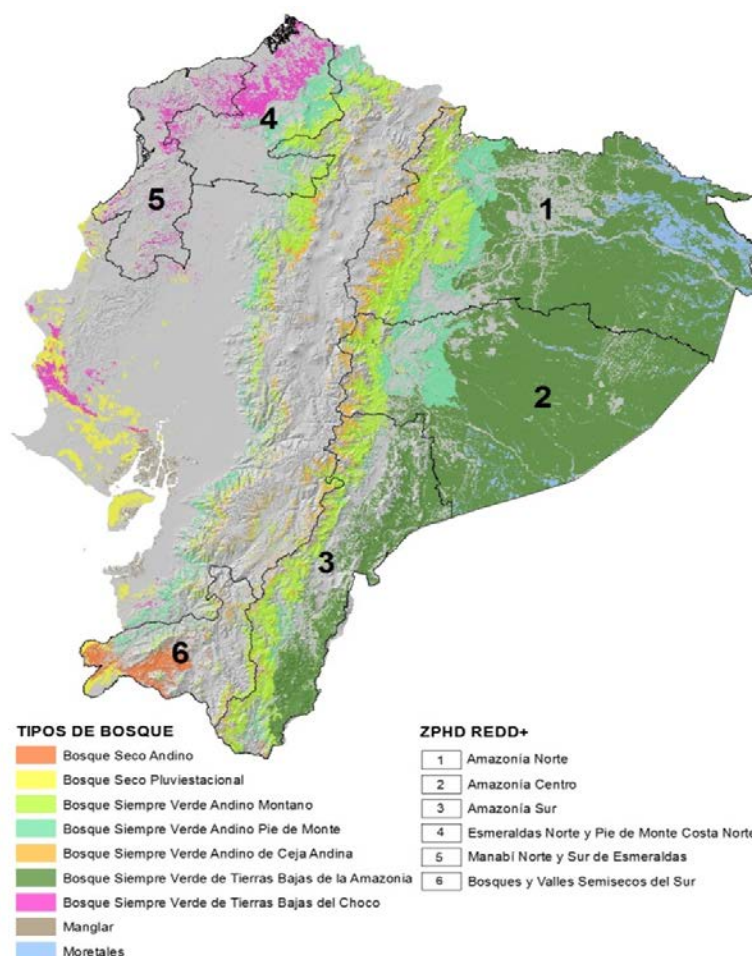 4
5
1
2
3
6
TIPOS DE BOSQUE
Bosque Seco Andino
Bosque Seco Pluviestacional
Bosque Siempre Verde Andino Montano
Bosque Siempre Verde Andino Pie de Monte
Bosque Siempre Verde Andino de Ceja Andina
Bosque Siempre Verde de Tierras Bajas de la Amazonia
Bosque Siempre Verde de Tierras Bajas del Choco
Manglar
Moretales
ZPHD REDD+
1 Amazonía Norte
2 Amazonía Centro
3 Amazonía Sur
4 Esmeraldas Norte y Pie de Monte Costa Norte
5 Manabí Norte y Sur de Esmeraldas
6 Bosques y Valles Semisecos del Sur